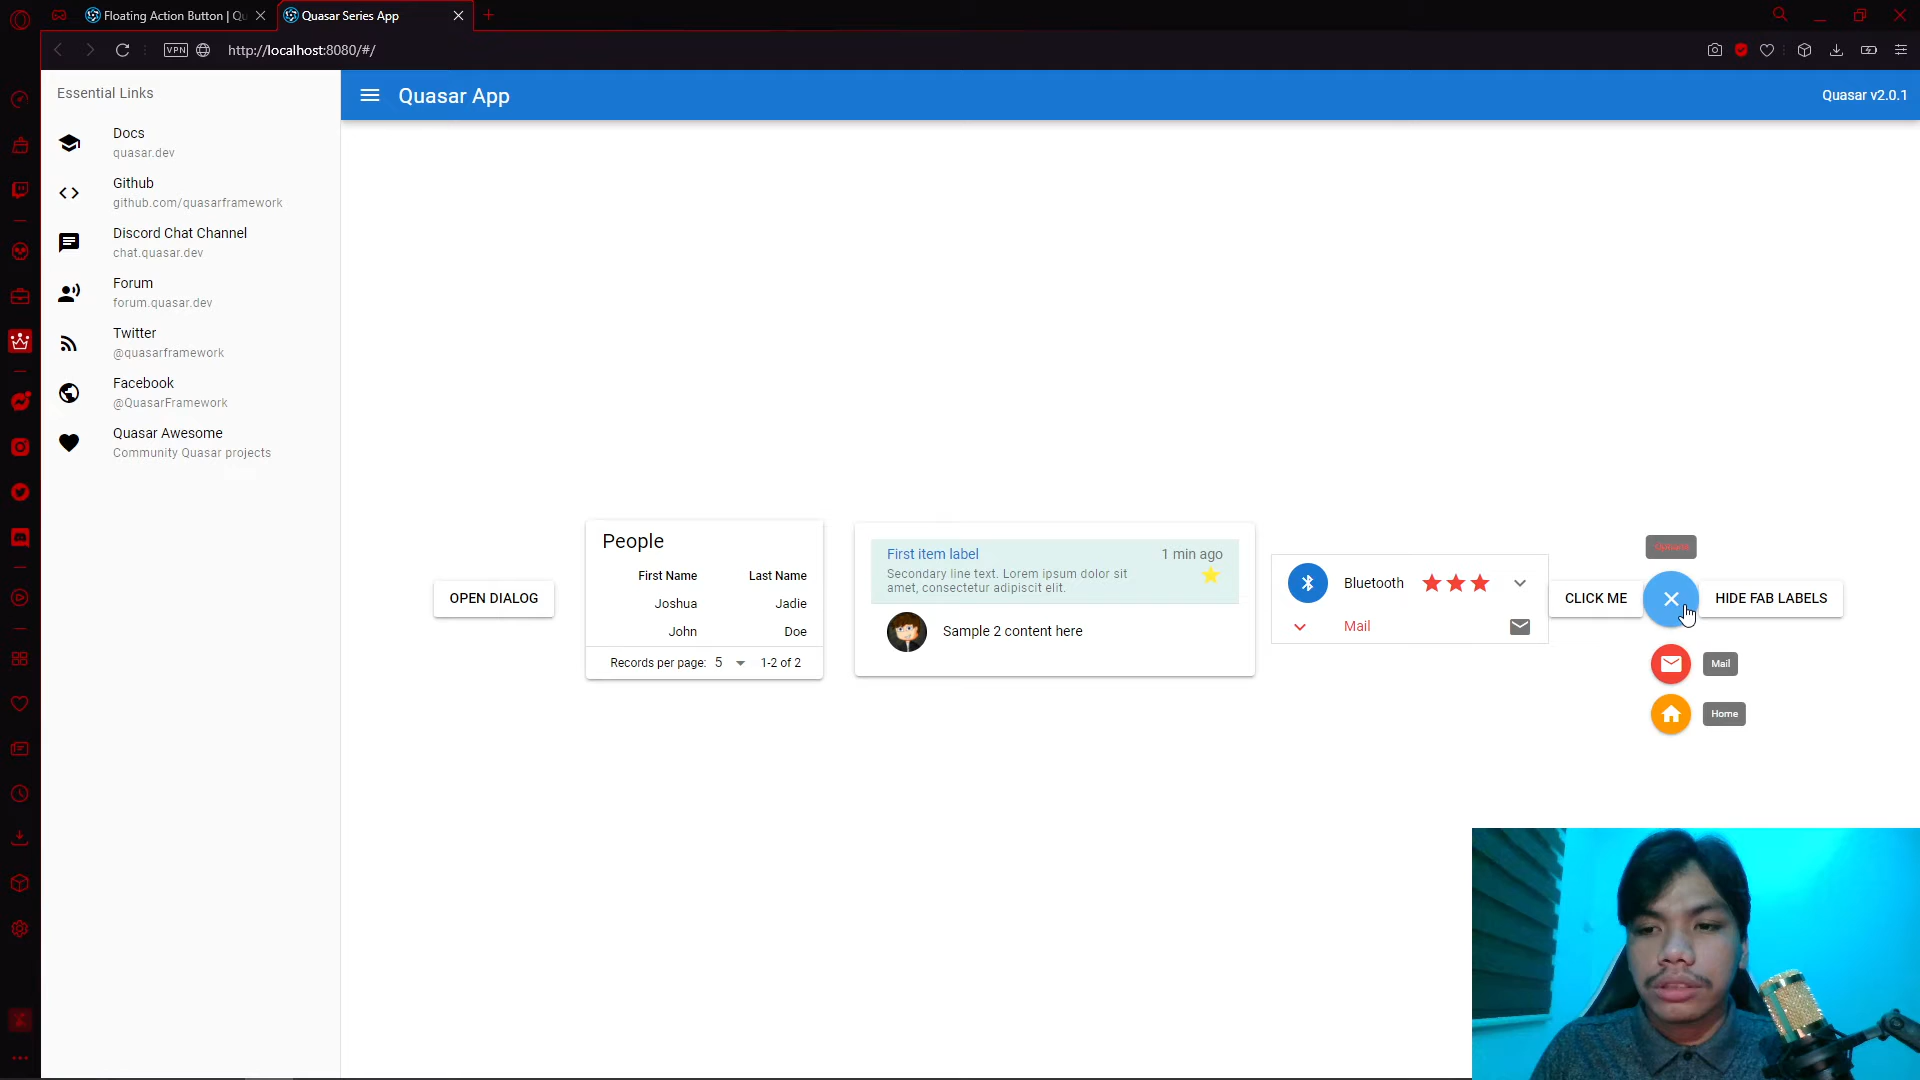 Floating Action Button | Qu
Quasar Series App
VPN
http://localhost:8080/#/
Essential Links
Docs
quasar.dev
Github
github.com/quasarframework
Discord Chat Channel
chat.quasar.dev
Forum
forum.quasar.dev
Twitter
@quasarframework
Facebook
@QuasarFramework
Quasar Awesome
Community Quasar projects
Quasar App
Quasar v2.0.1
OPEN DIALOG
People
First Name Last Name
Joshua Jadie
John Doe
Records per page: 5 1-2 of 2
First item label
1 min ago
Secondary line text. Lorem ipsum dolor sit
amet, consectetur adipiscit elit.
Sample 2 content here
Bluetooth
Mail
CLICK ME
HIDE FAB LABELS
Mail
Home